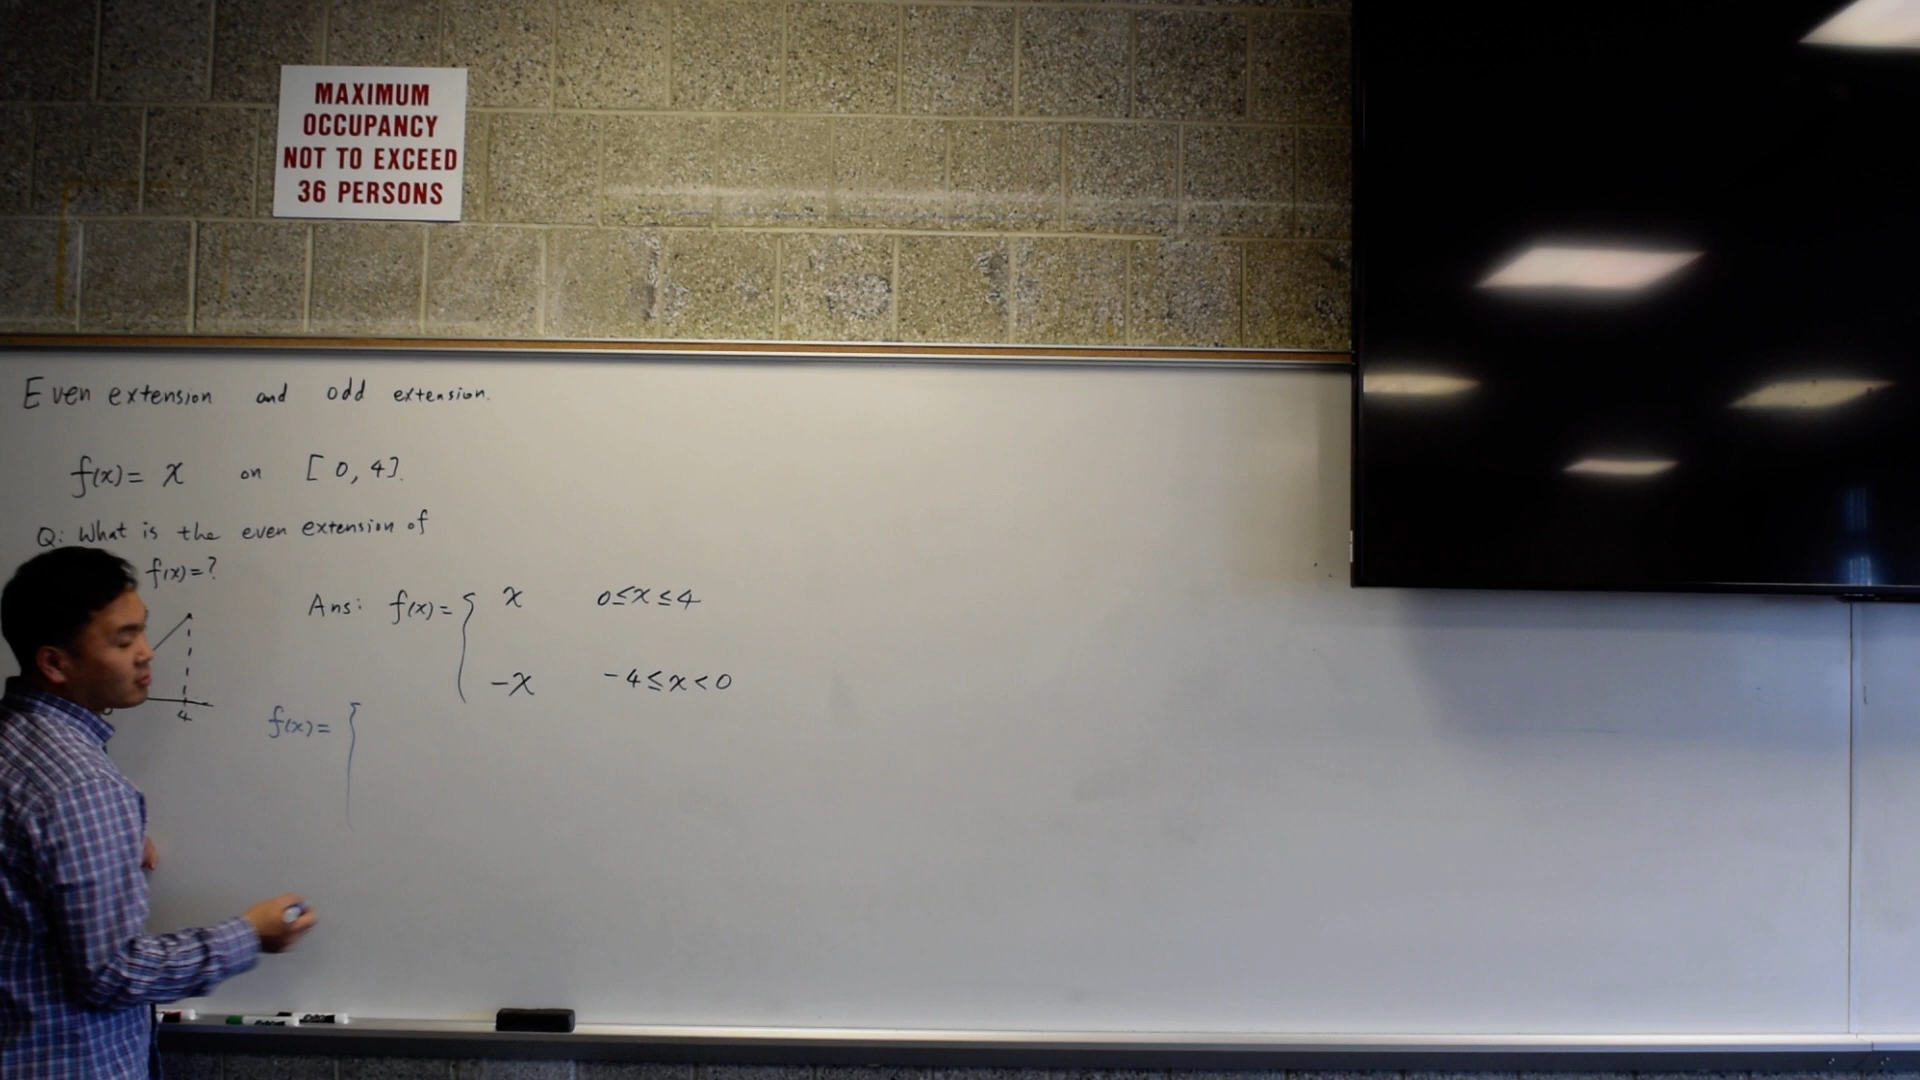 MAXIMUM
OCCUPANCY
NOT TO EXCEED
36 PERSONS
Even extension and odd extension.
f(x) = x on [0, 4].
Q: What is the even extension of
f(x) = ?
Ans: f(x) = { x 0 ≤ x ≤ 4
-x -4 ≤ x < 0
4
f(x) = {